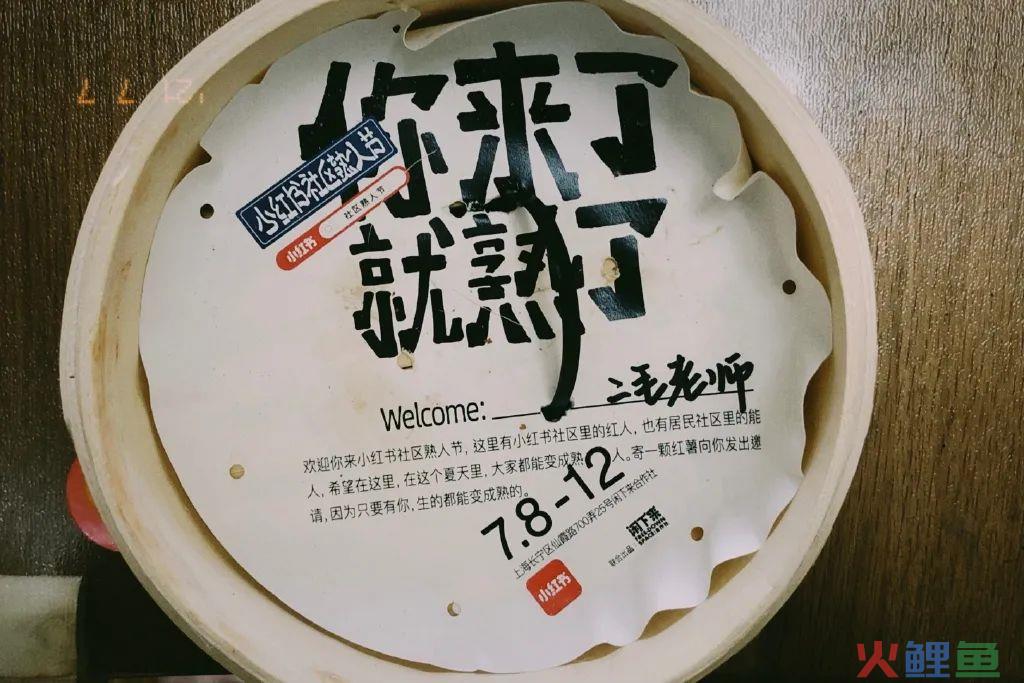 你来了
就熟了
小红书社区熟人节
小红书 社区熟人节
Welcome: 二毛老师
欢迎你来小红书社区熟人节，这里有小红书社区里的红人，也有居民社区里的能
人，希望在这里，在这个夏天里，大家都能变成熟人。寄一颗红薯向你发出邀
请，因为只要有你，生的都能变成熟的。
7.8-12
上海长宁区仙霞路700弄25号闲下来合作社
小红书
联合出品
闲下来
火鲤鱼